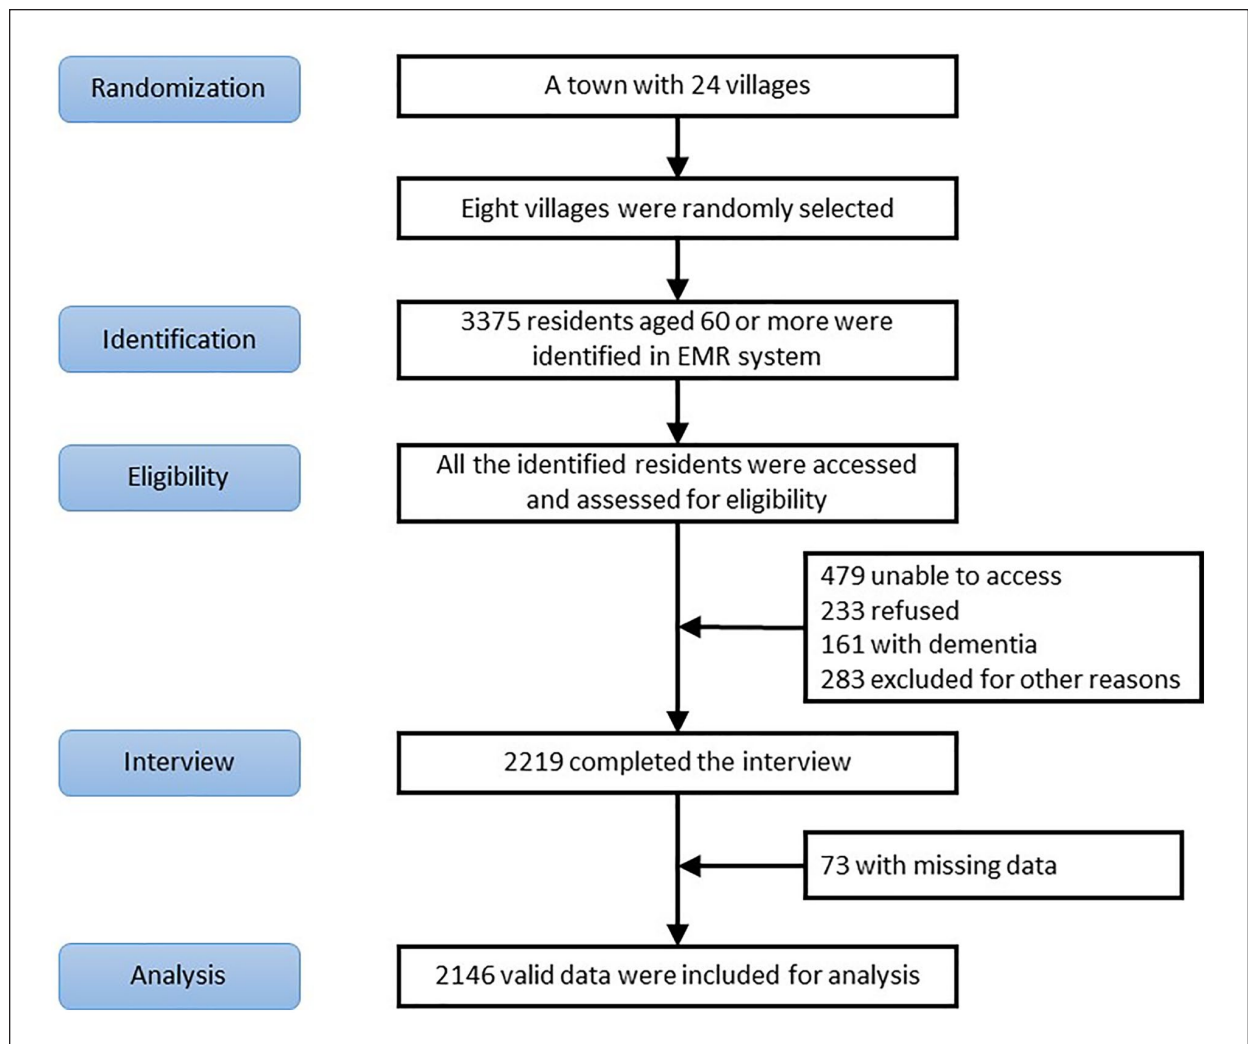 Randomization
A town with 24 villages
Eight villages were randomly selected
Identification
3375 residents aged 60 or more were
identified in EMR system
Eligibility
All the identified residents were accessed
and assessed for eligibility
479 unable to access
233 refused
161 with dementia
283 excluded for other reasons
Interview
2219 completed the interview
73 with missing data
Analysis
2146 valid data were included for analysis